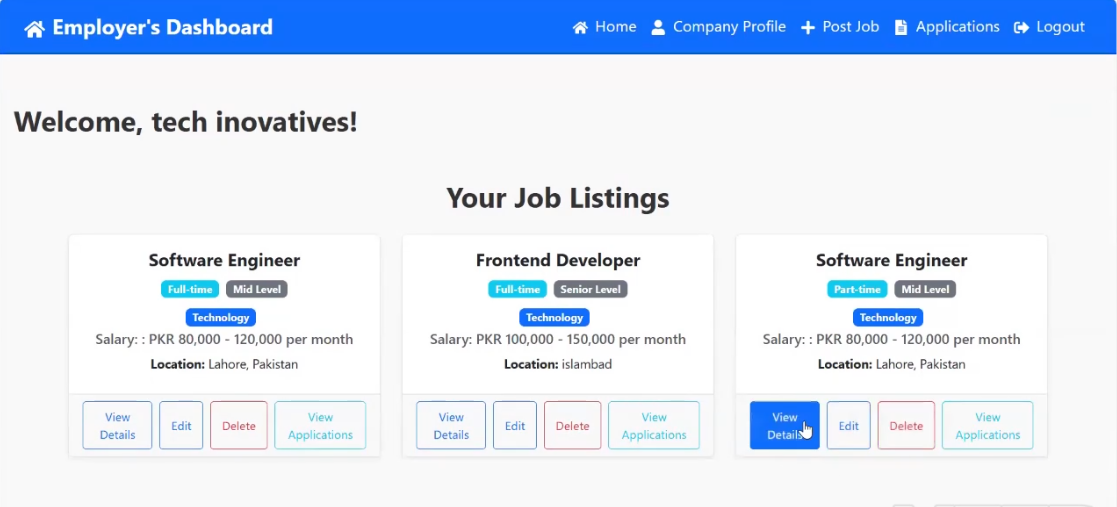 Employer's Dashboard
Home Company Profile Post Job Applications Logout
Welcome, tech inovatives!
Your Job Listings
Software Engineer
Full-time Mid Level
Technology
Salary: : PKR 80,000 - 120,000 per month
Location: Lahore, Pakistan
View Details Edit Delete View Applications
Frontend Developer
Full-time Senior Level
Technology
Salary: PKR 100,000 - 150,000 per month
Location: islambad
View Details Edit Delete View Applications
Software Engineer
Part-time Mid Level
Technology
Salary: : PKR 80,000 - 120,000 per month
Location: Lahore, Pakistan
View Details Edit Delete View Applications